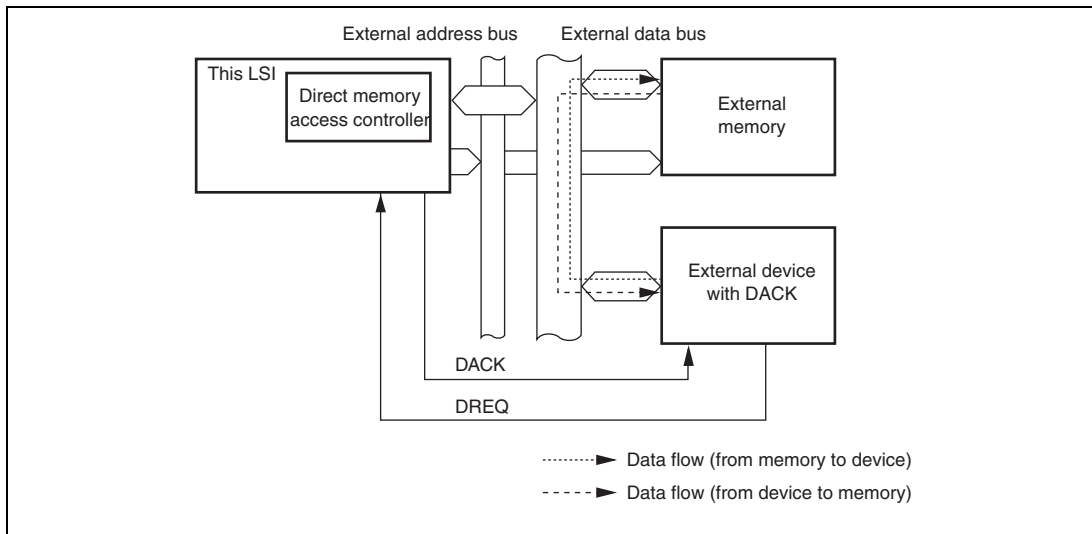 External address bus
External data bus
This LSI
Direct memory
access controller
External
memory
External device
with DACK
DACK
DREQ
Data flow (from memory to device)
Data flow (from device to memory)